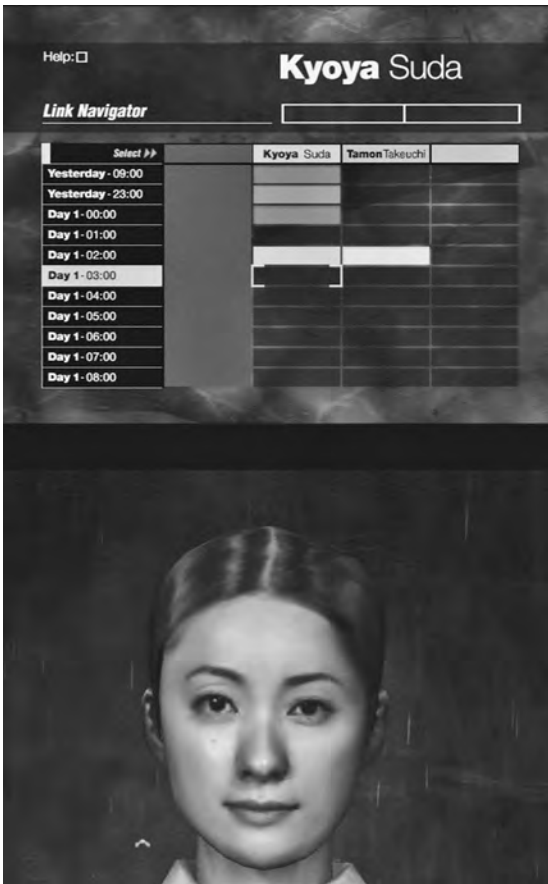 Help:□
Kyoya Suda
Link Navigator
Select ▶▶ Kyoya Suda Tamon Takeuchi
Yesterday - 09:00
Yesterday - 23:00
Day 1 - 00:00
Day 1 - 01:00
Day 1 - 02:00
Day 1 - 03:00
Day 1 - 04:00
Day 1 - 05:00
Day 1 - 06:00
Day 1 - 07:00
Day 1 - 08:00